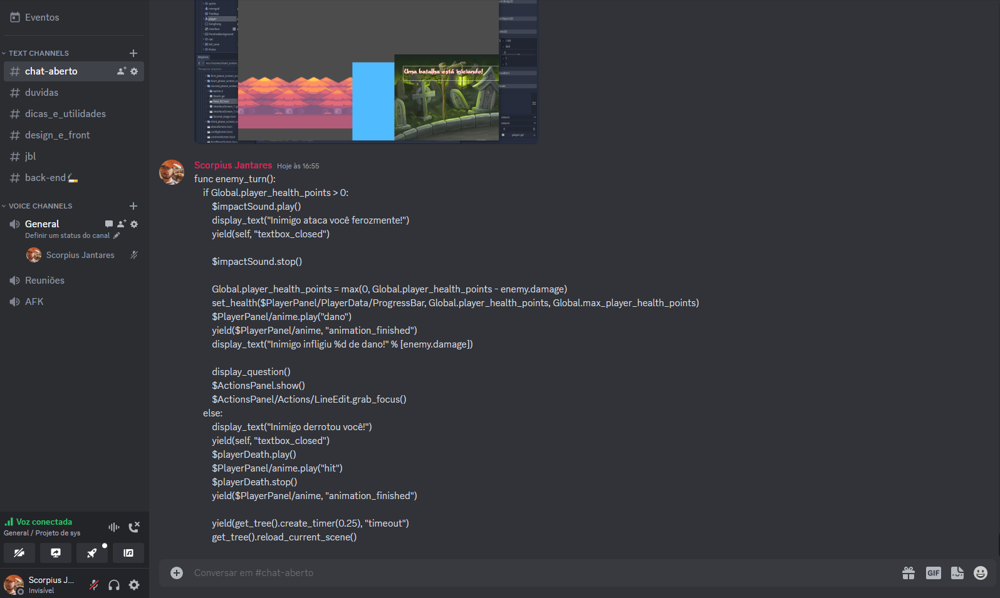 Eventos
TEXT CHANNELS
chat-aberto
duvidas
dicas_e_utilidades
design_e_front
jbl
back-end
VOICE CHANNELS
General
Definir um status do canal
Scorpius Jantares
Reuniões
AFK
Voz conectada
General / Projeto de sys
Scorpius J...
Invisível
sprite
TileMap
player
interface
ParallaxBackground
Uma batalha está iniciando!
Scorpius Jantares Hoje às 16:55
func enemy_turn():
if Global.player_health_points > 0:
$impactSound.play()
display_text("Inimigo ataca você ferozmente!")
yield(self, "textbox_closed")
$impactSound.stop()
Global.player_health_points = max(0, Global.player_health_points - enemy.damage)
set_health($PlayerPanel/PlayerData/ProgressBar, Global.player_health_points, Global.max_player_health_points)
$PlayerPanel/anime.play("dano")
yield($PlayerPanel/anime, "animation_finished")
display_text("Inimigo infligiu %d de dano!" % [enemy.damage])
display_question()
$ActionsPanel.show()
$ActionsPanel/Actions/LineEdit.grab_focus()
else:
display_text("Inimigo derrotou você!")
yield(self, "textbox_closed")
$playerDeath.play()
$PlayerPanel/anime.play("hit")
$playerDeath.stop()
yield($PlayerPanel/anime, "animation_finished")
yield(get_tree().create_timer(0.25), "timeout")
get_tree().reload_current_scene()
Conversar em #chat-aberto
GIF